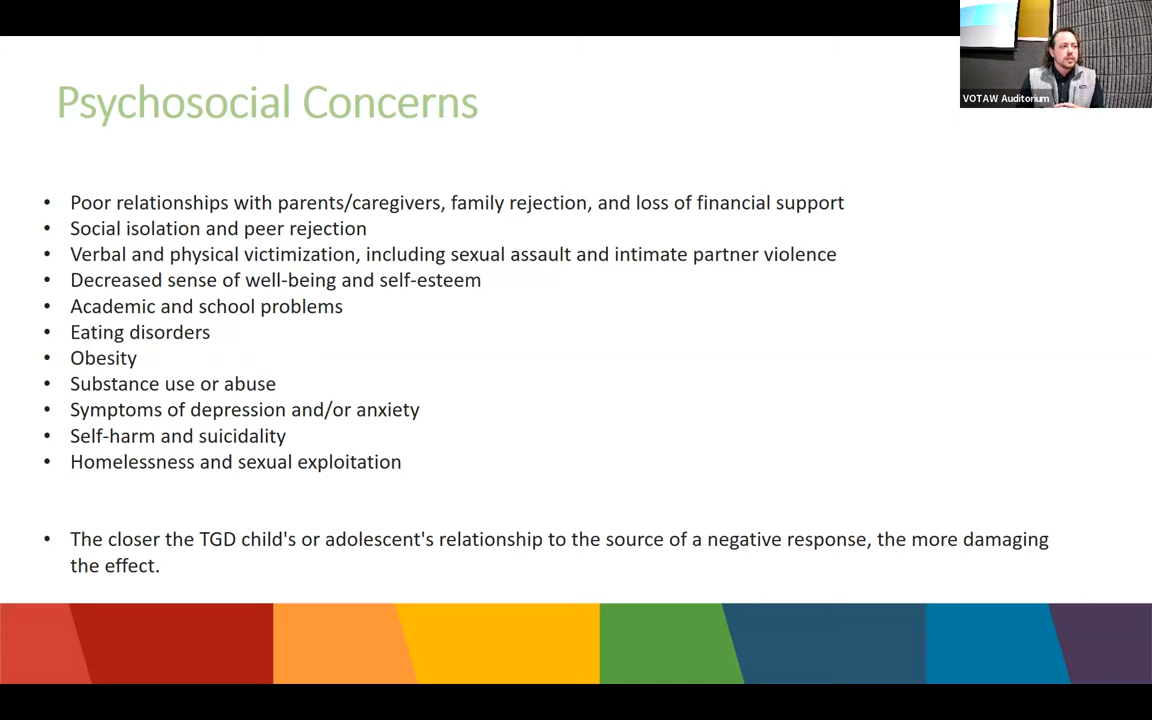 Psychosocial Concerns
VOTAW Auditorium
• Poor relationships with parents/caregivers, family rejection, and loss of financial support
• Social isolation and peer rejection
• Verbal and physical victimization, including sexual assault and intimate partner violence
• Decreased sense of well-being and self-esteem
• Academic and school problems
• Eating disorders
• Obesity
• Substance use or abuse
• Symptoms of depression and/or anxiety
• Self-harm and suicidality
• Homelessness and sexual exploitation
• The closer the TGD child's or adolescent's relationship to the source of a negative response, the more damaging
the effect.